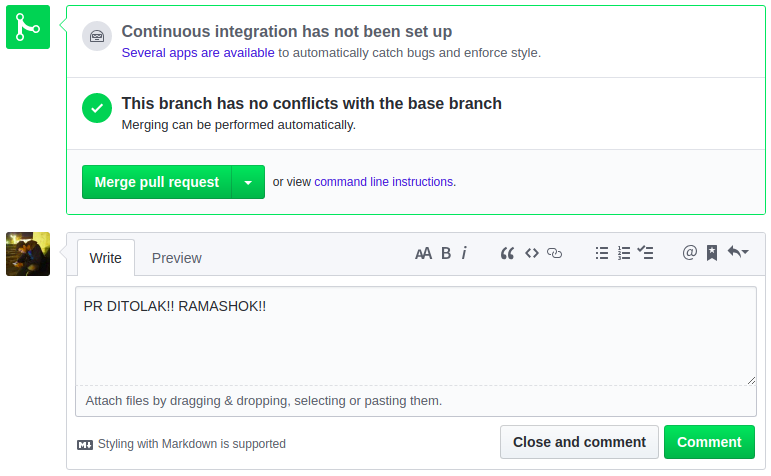 Continuous integration has not been set up
Several apps are available to automatically catch bugs and enforce style.
This branch has no conflicts with the base branch
Merging can be performed automatically.
Merge pull request
or view command line instructions.
Write Preview AA B i
PR DITOLAK!! RAMASHOK!!
Attach files by dragging & dropping, selecting or pasting them.
Styling with Markdown is supported
Close and comment Comment